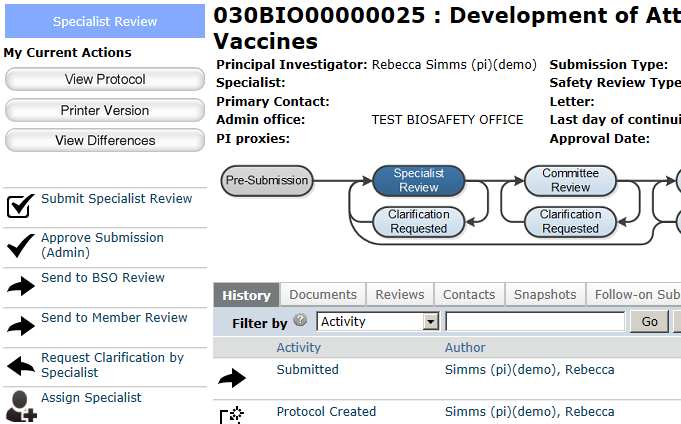 Specialist Review
My Current Actions
View Protocol
Printer Version
View Differences
Submit Specialist Review
Approve Submission
(Admin)
Send to BSO Review
Send to Member Review
Request Clarification by
Specialist
Assign Specialist
030BIO00000025 : Development of Att
Vaccines
Principal Investigator: Rebecca Simms (pi)(demo) Submission Type:
Specialist: Safety Review Type
Primary Contact: Letter:
Admin office: TEST BIOSAFETY OFFICE Last day of continui
PI proxies: Approval Date:
Pre-Submission
Specialist
Review
Clarification
Requested
Committee
Review
Clarification
Requested
History Documents Reviews Contacts Snapshots Follow-on Sub
Filter by Activity Go
Activity Author
Submitted Simms (pi)(demo), Rebecca
Protocol Created Simms (pi)(demo), Rebecca